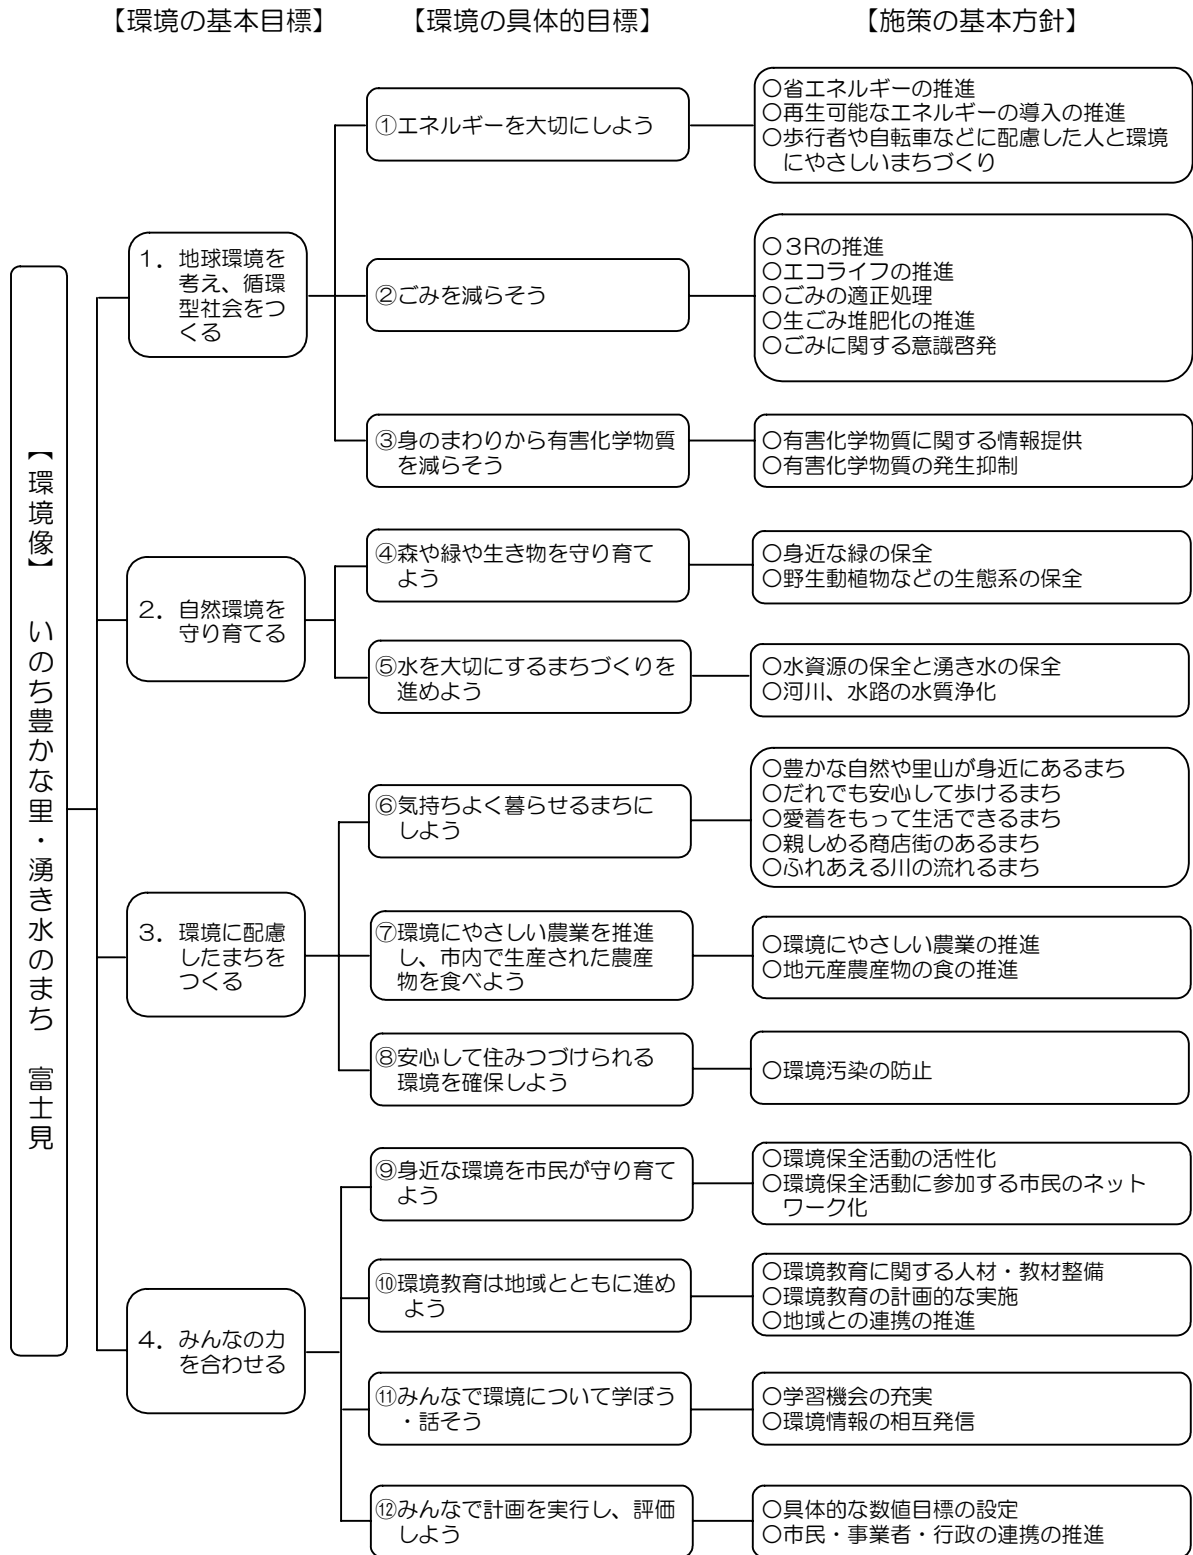 【環境の基本目標】
【環境の具体的目標】
【施策の基本方針】
【環境像】 いのち豊かな里・湧き水のまち 富士見
1．地球環境を
考え、循環
型社会をつ
くる
①エネルギーを大切にしよう
○省エネルギーの推進
○再生可能なエネルギーの導入の推進
○歩行者や自転車などに配慮した人と環境
にやさしいまちづくり
②ごみを減らそう
○３Rの推進
○エコライフの推進
○ごみの適正処理
○生ごみ堆肥化の推進
○ごみに関する意識啓発
③身のまわりから有害化学物質
を減らそう
○有害化学物質に関する情報提供
○有害化学物質の発生抑制
2．自然環境を
守り育てる
④森や緑や生き物を守り育て
よう
○身近な緑の保全
○野生動植物などの生態系の保全
⑤水を大切にするまちづくりを
進めよう
○水資源の保全と湧き水の保全
○河川、水路の水質浄化
3．環境に配慮
したまちを
つくる
⑥気持ちよく暮らせるまちに
しよう
○豊かな自然や里山が身近にあるまち
○だれでも安心して歩けるまち
○愛着をもって生活できるまち
○親しめる商店街のあるまち
○ふれあえる川の流れるまち
⑦環境にやさしい農業を推進
し、市内で生産された農産
物を食べよう
○環境にやさしい農業の推進
○地元産農産物の食の推進
⑧安心して住みつづけられる
環境を確保しよう
○環境汚染の防止
4．みんなの力
を合わせる
⑨身近な環境を市民が守り育て
よう
○環境保全活動の活性化
○環境保全活動に参加する市民のネット
ワーク化
⑩環境教育は地域とともに進め
よう
○環境教育に関する人材・教材整備
○環境教育の計画的な実施
○地域との連携の推進
⑪みんなで環境について学ぼう
・話そう
○学習機会の充実
○環境情報の相互発信
⑫みんなで計画を実行し、評価
しよう
○具体的な数値目標の設定
○市民・事業者・行政の連携の推進